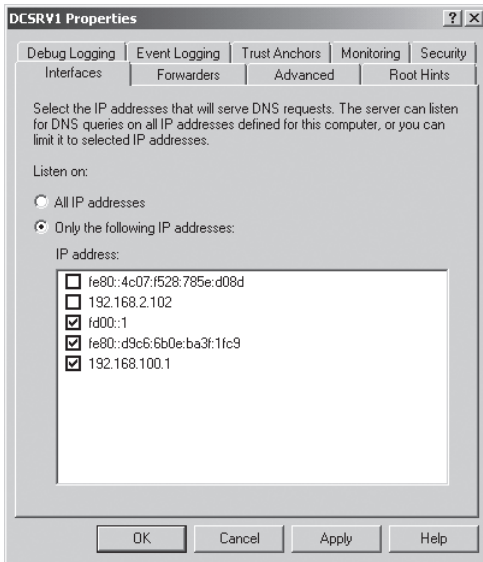 DCSRV1 Properties
Debug Logging Event Logging Trust Anchors Monitoring Security
Interfaces Forwarders Advanced Root Hints
Select the IP addresses that will serve DNS requests. The server can listen
for DNS queries on all IP addresses defined for this computer, or you can
limit it to selected IP addresses.
Listen on:
All IP addresses
Only the following IP addresses:
IP address:
fe80::4c07:f528:785e:d08d
192.168.2.102
fd00::1
fe80::d9c6:6b0e:ba3f:1fc9
192.168.100.1
OK Cancel Apply Help